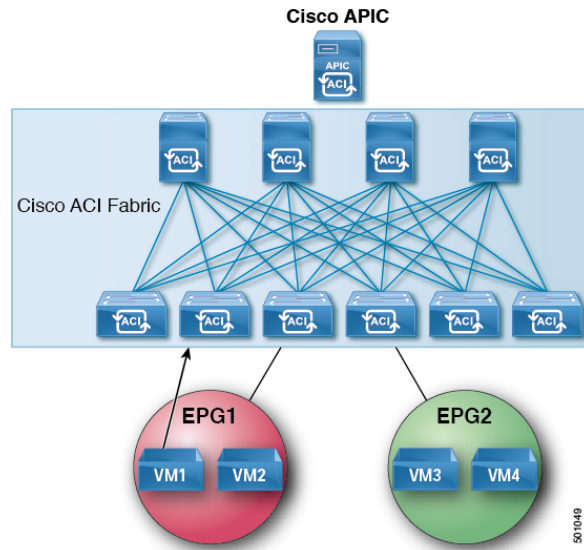 Cisco APIC
APIC
ACI
ACI ACI ACI ACI
Cisco ACI Fabric
ACI ACI ACI ACI ACI ACI
EPG1 EPG2
VM1 VM2 VM3 VM4
501049